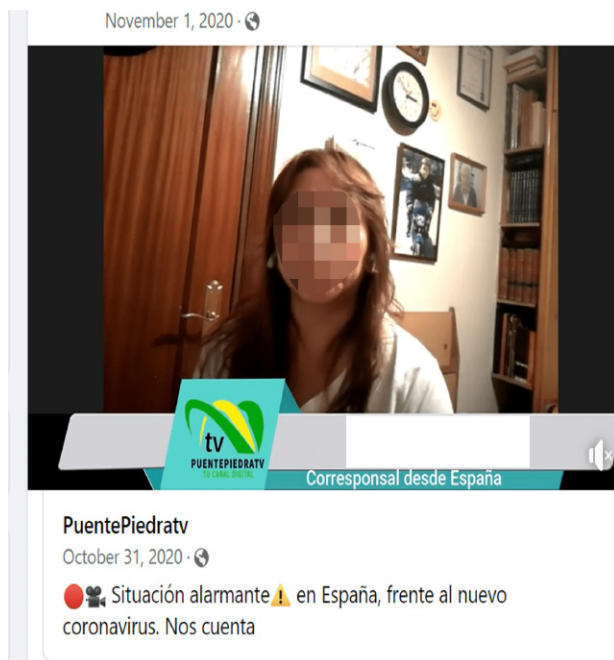 November 1, 2020 ·
tv
PUENTEPIEDRATV
TU CANAL DIGITAL
Corresponsal desde España
PuentePiedratv
October 31, 2020 ·
Situación alarmante en España, frente al nuevo
coronavirus. Nos cuenta